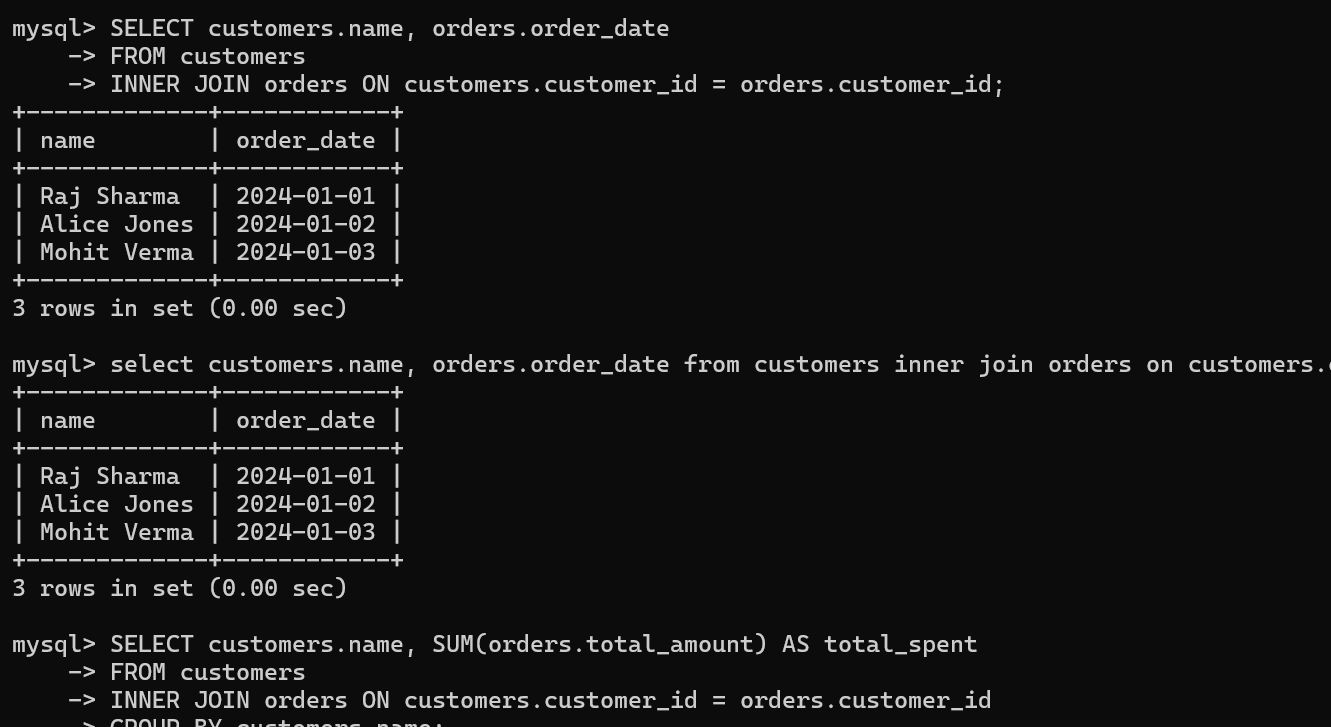 mysql> SELECT customers.name, orders.order_date
    -> FROM customers
    -> INNER JOIN orders ON customers.customer_id = orders.customer_id;
+-------------+------------+
| name        | order_date |
+-------------+------------+
| Raj Sharma  | 2024-01-01 |
| Alice Jones | 2024-01-02 |
| Mohit Verma | 2024-01-03 |
+-------------+------------+
3 rows in set (0.00 sec)
mysql> select customers.name, orders.order_date from customers inner join orders on customers.
+-------------+------------+
| name        | order_date |
+-------------+------------+
| Raj Sharma  | 2024-01-01 |
| Alice Jones | 2024-01-02 |
| Mohit Verma | 2024-01-03 |
+-------------+------------+
3 rows in set (0.00 sec)
mysql> SELECT customers.name, SUM(orders.total_amount) AS total_spent
    -> FROM customers
    -> INNER JOIN orders ON customers.customer_id = orders.customer_id
    -> GROUP BY customers.name;